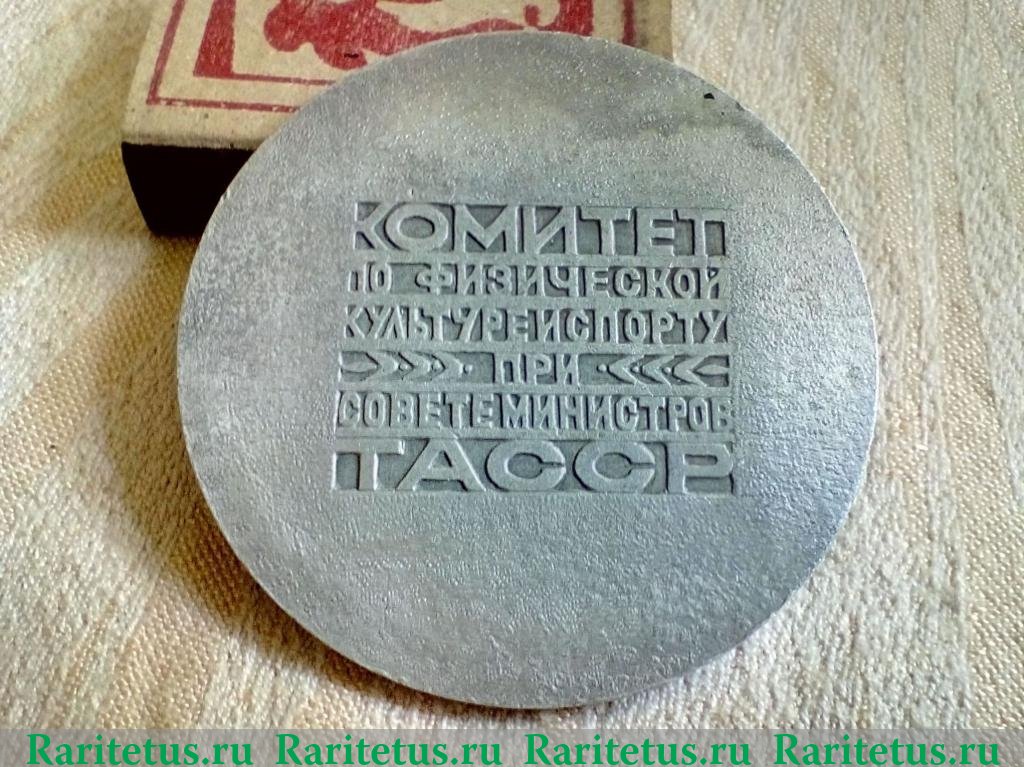 КОМИТЕТ
ПО ФИЗИЧЕСКОЙ
КУЛЬТУРЕ И СПОРТУ
ПРИ
СОВЕТЕ МИНИСТРОВ
ТАССР
Raritetus.ru Raritetus.ru Raritetus.ru Raritetus.ru